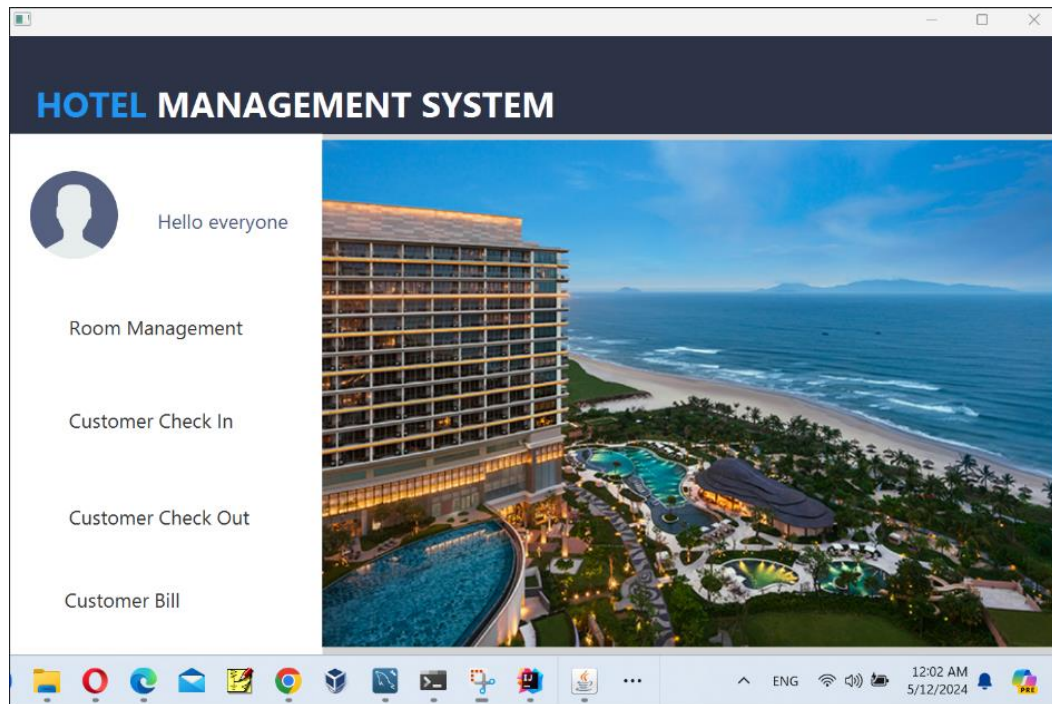 HOTEL MANAGEMENT SYSTEM
Hello everyone
Room Management
Customer Check In
Customer Check Out
Customer Bill
ENG
12:02 AM
5/12/2024
PRE